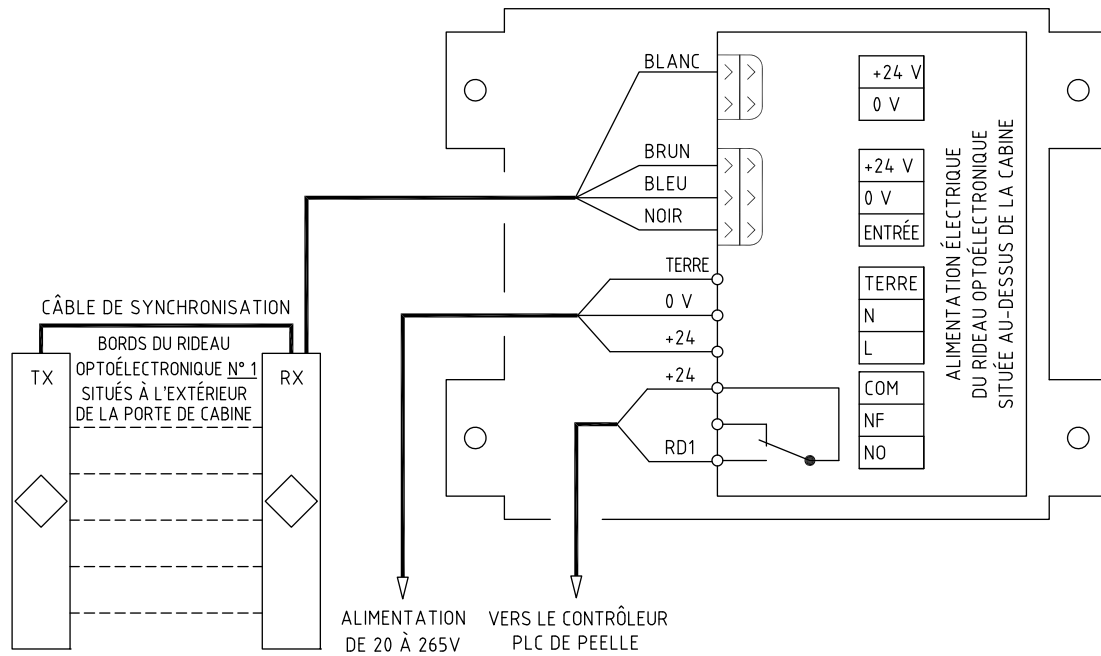 BLANC
BRUN
BLEU
NOIR
TERRE
0 V
+24
+24
RD1
+24 V
0 V
+24 V
0 V
ENTRÉE
TERRE
N
L
COM
NF
NO
ALIMENTATION ÉLECTRIQUE
DU RIDEAU OPTOÉLECTRONIQUE
SITUÉE AU-DESSUS DE LA CABINE
CÂBLE DE SYNCHRONISATION
TX
BORDS DU RIDEAU
OPTOÉLECTRONIQUE N° 1
SITUÉS À L'EXTÉRIEUR
DE LA PORTE DE CABINE
RX
ALIMENTATION
DE 20 À 265V
VERS LE CONTRÔLEUR
PLC DE PEELLE